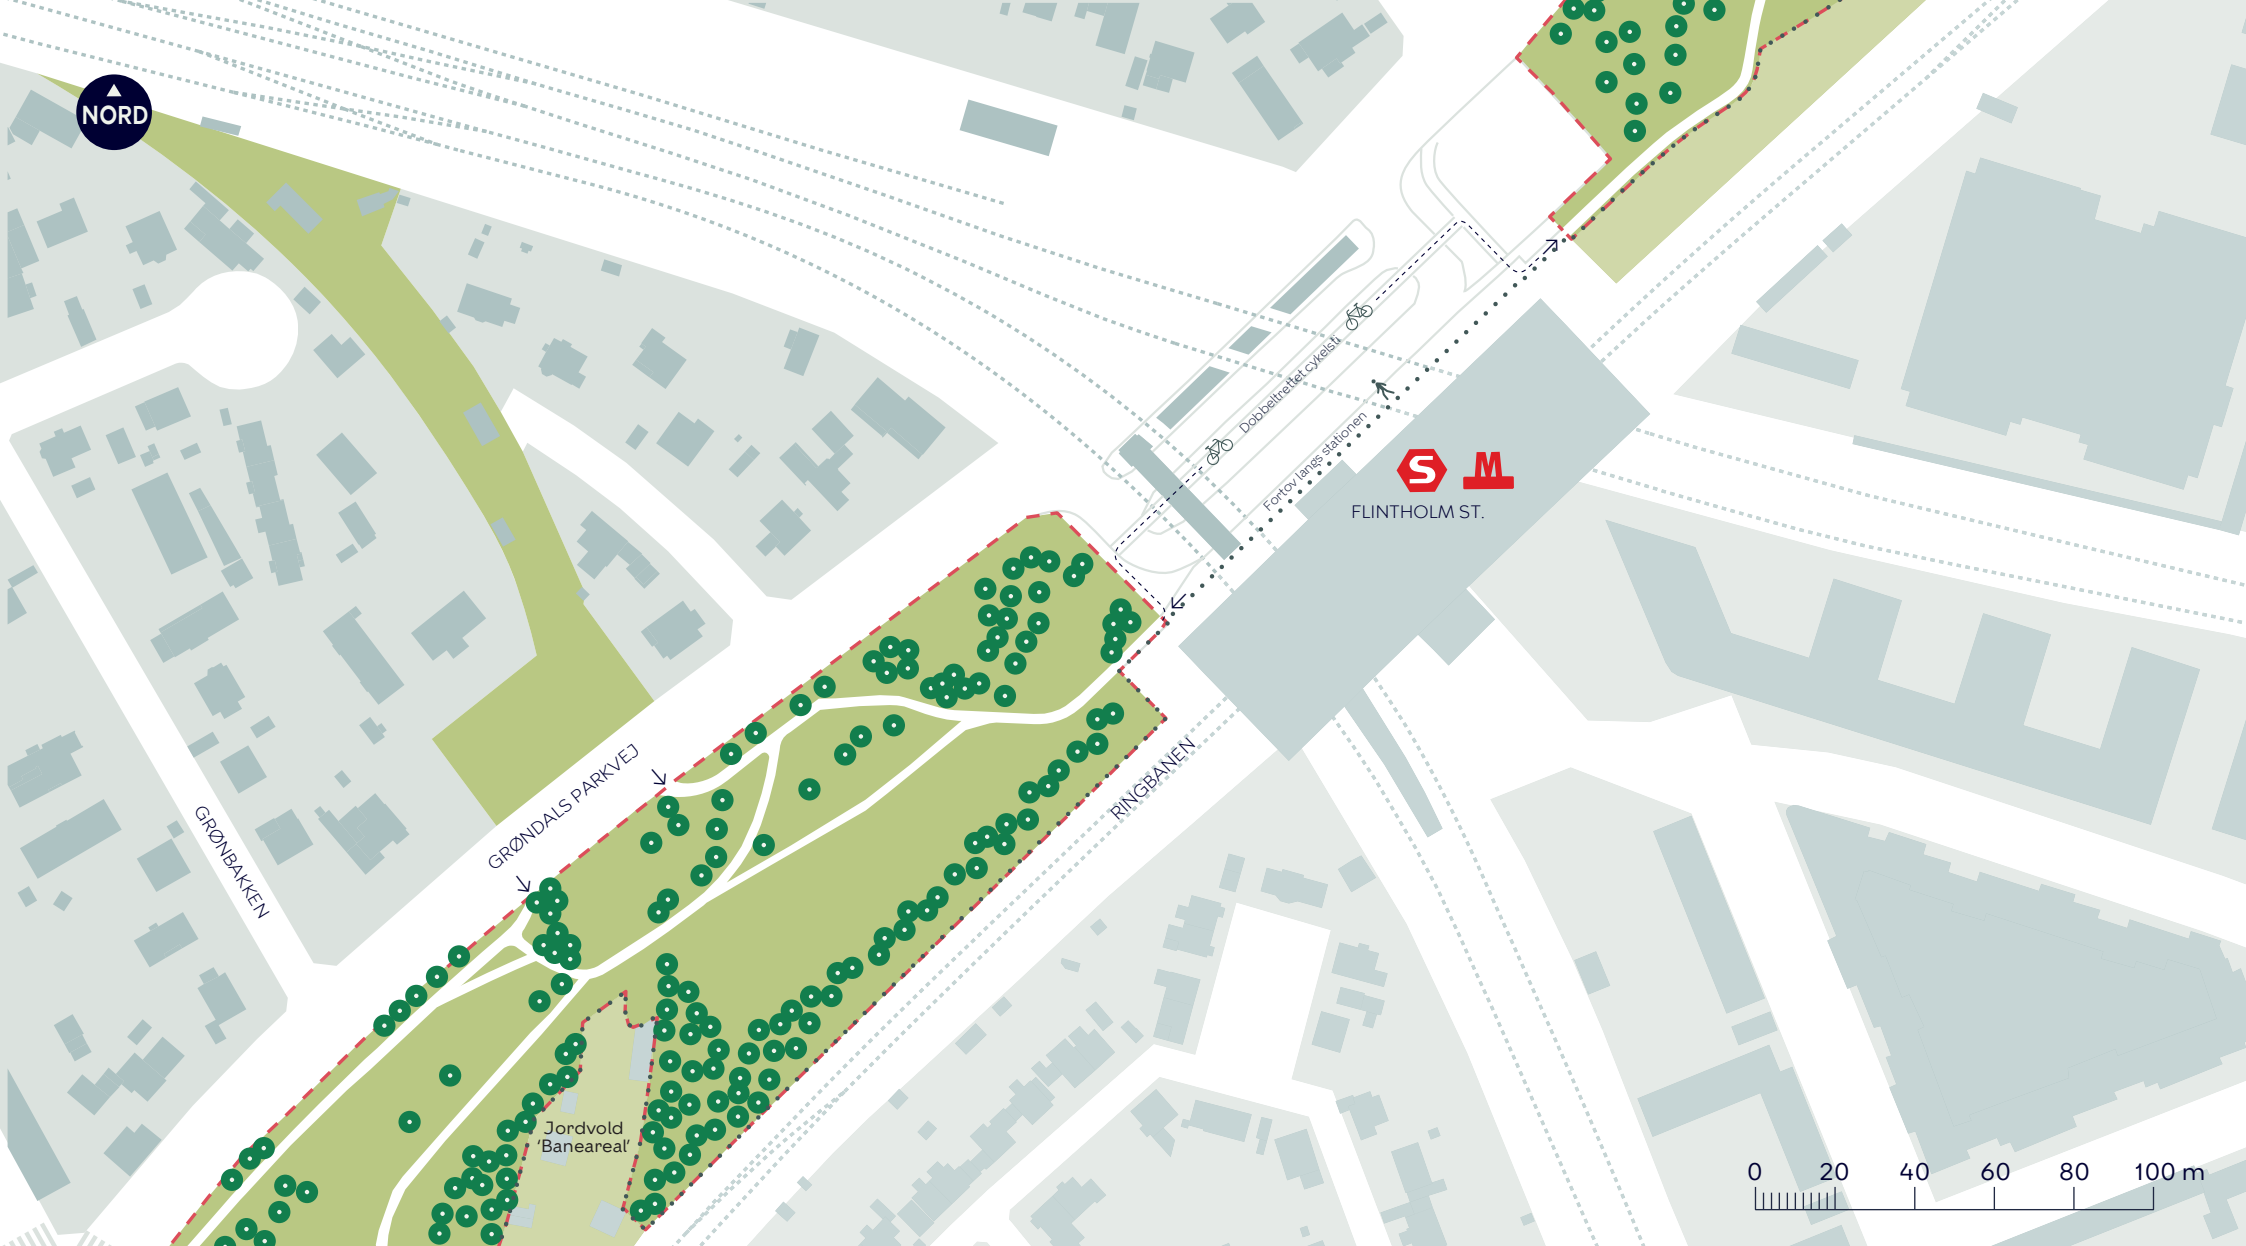 NORD
Dobbeltrettet cykelsti
Fortov langs stationen
S M
FLINTHOLM ST.
GRØNDALS PARKVEJ
GRØNBAKKEN
RINGBANEN
Jordvold
'Baneareal'
0 20 40 60 80 100 m